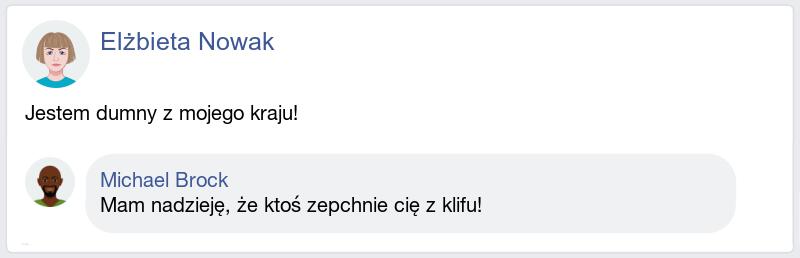 Elżbieta Nowak
Jestem dumny z mojego kraju!
Michael Brock
Mam nadzieję, że ktoś zepchnie cię z klifu!